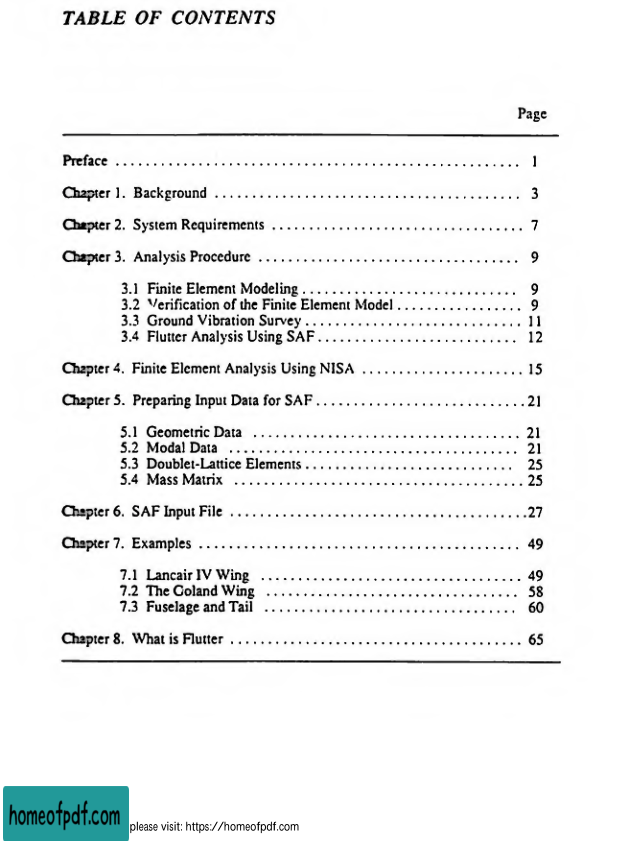 TABLE OF CONTENTS
Page
Preface ........................................................ 1
Chapter 1. Background ........................................ 3
Chapter 2. System Requirements ................................. 7
Chapter 3. Analysis Procedure .................................. 9
3.1 Finite Element Modeling ............................. 9
3.2 Verification of the Finite Element Model ................. 9
3.3 Ground Vibration Survey ............................. 11
3.4 Flutter Analysis Using SAF ........................... 12
Chapter 4. Finite Element Analysis Using NISA ...................... 15
Chapter 5. Preparing Input Data for SAF ............................ 21
5.1 Geometric Data .................................... 21
5.2 Modal Data ....................................... 21
5.3 Doublet-Lattice Elements ............................ 25
5.4 Mass Matrix ....................................... 25
Chapter 6. SAF Input File ........................................ 27
Chapter 7. Examples ........................................... 49
7.1 Lancair IV Wing ................................... 49
7.2 The Goland Wing .................................. 58
7.3 Fuselage and Tail .................................. 60
Chapter 8. What is Flutter ....................................... 65
homeofpdf.com
please visit: https://homeofpdf.com